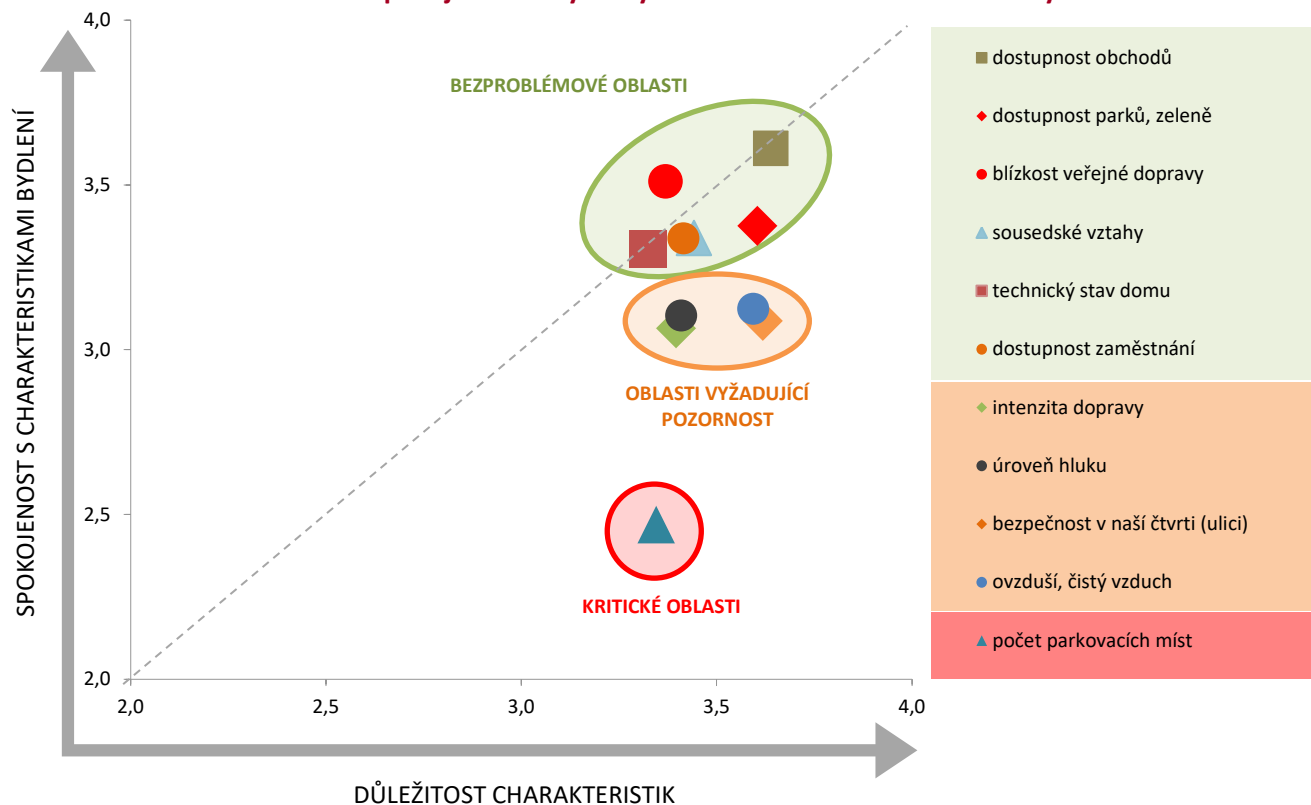 4,0
3,5
3,0
2,5
2,0
2,0
2,5
3,0
3,5
4,0
SPOKOJENOST S CHARAKTERISTIKAMI BYDLENÍ
DŮLEŽITOST CHARAKTERISTIK
BEZPROBLÉMOVÉ OBLASTI
OBLASTI VYŽADUJÍCÍ
POZORNOST
KRITICKÉ OBLASTI
dostupnost obchodů
dostupnost parků, zeleně
blízkost veřejné dopravy
sousedské vztahy
technický stav domu
dostupnost zaměstnání
intenzita dopravy
úroveň hluku
bezpečnost v naší čtvrti (ulici)
ovzduší, čistý vzduch
počet parkovacích míst